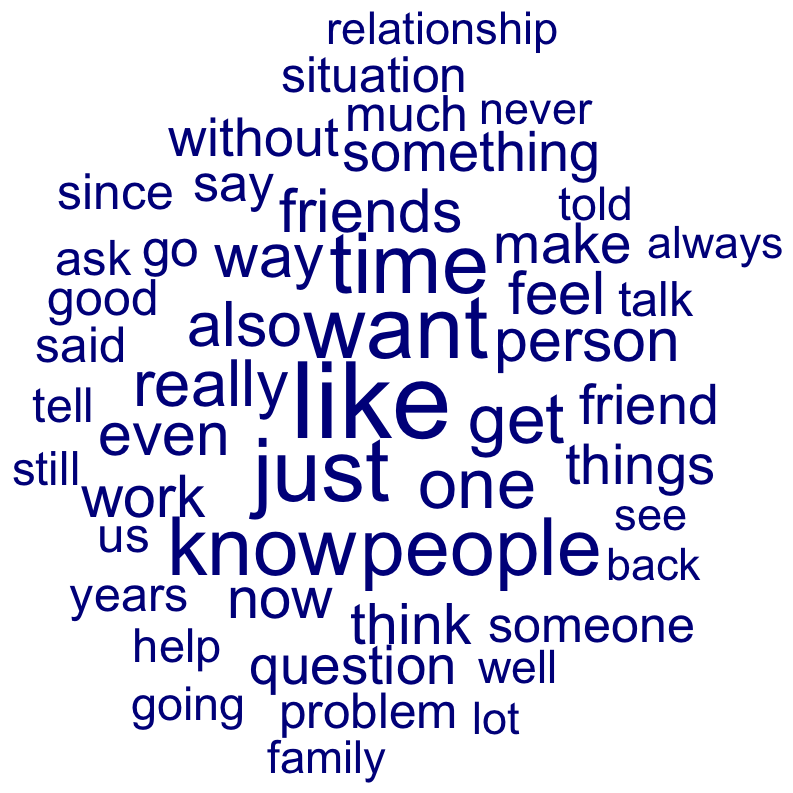 relationship
situation
much never
without something
since say friends told
ask go way time make always
good also want feel talk
said person
really like get friend
tell even
still just one things
work see
us know people back
years now think someone
help question well
going problem lot
family